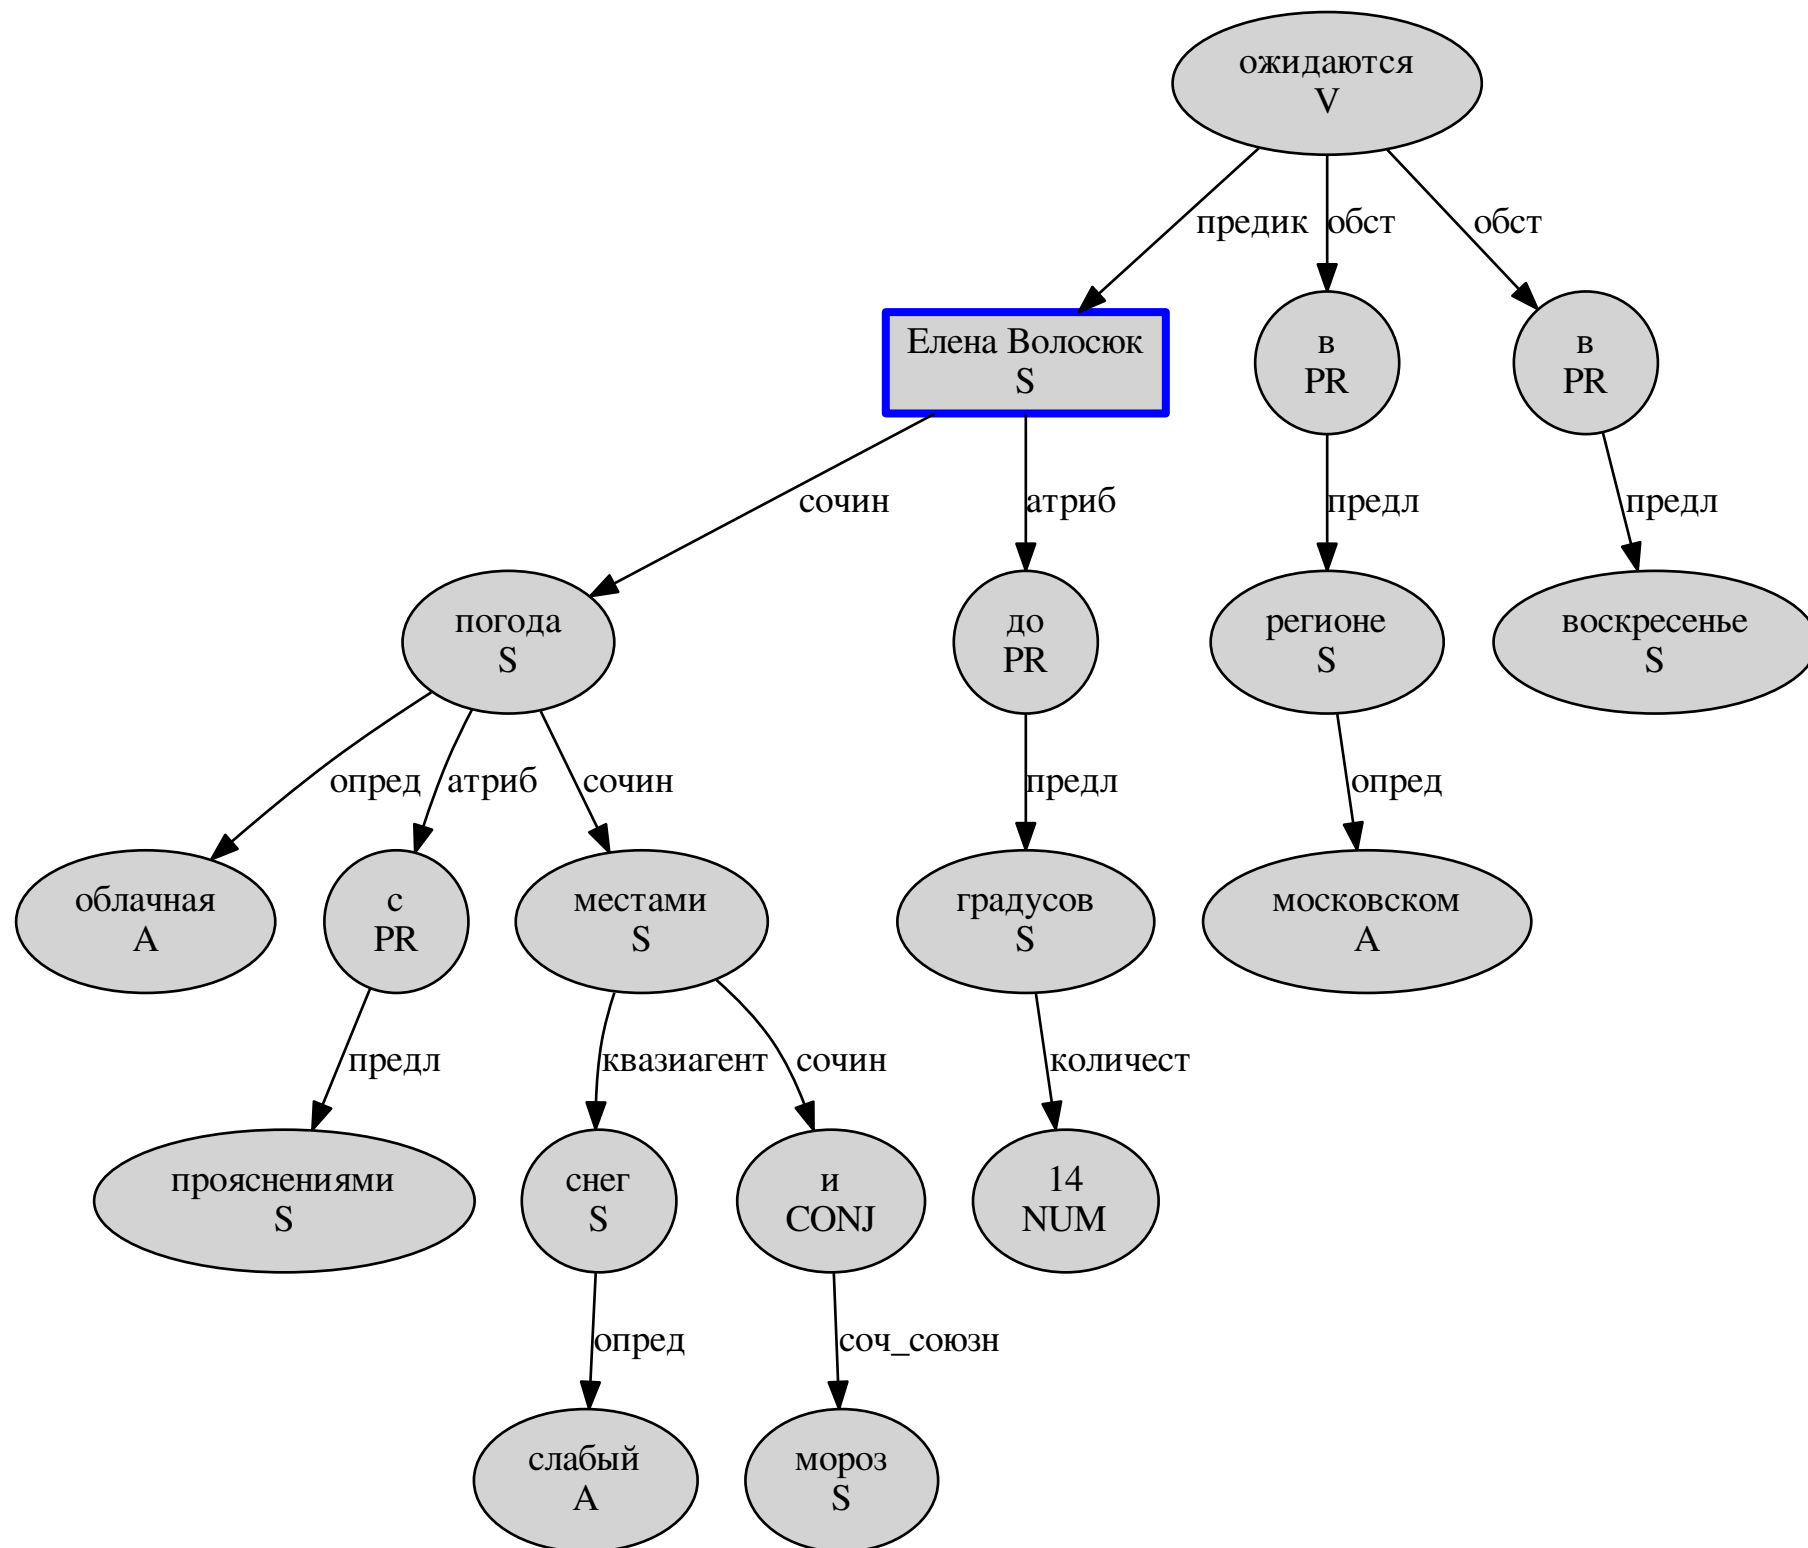 ожидаются
V
предик
обст
обст
Елена Волосюк
S
в
PR
в
PR
сочин
атриб
предл
предл
погода
S
до
PR
регионе
S
воскресенье
S
опред
атриб
сочин
предл
опред
облачная
A
с
PR
местами
S
градусов
S
московском
A
предл
квазиагент
сочин
количест
прояснениями
S
снег
S
и
CONJ
14
NUM
опред
соч_союзн
слабый
A
мороз
S